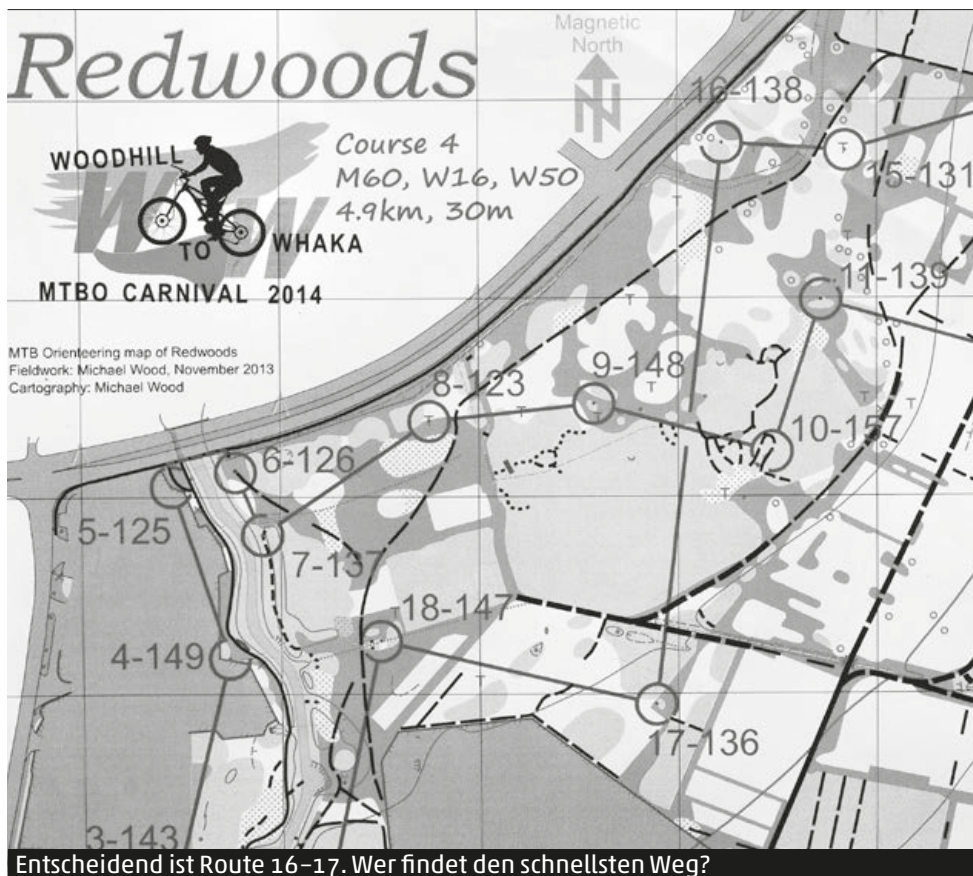 Redwoods
Magnetic
North
WOODHILL
TO WHAKA
MTBO CARNIVAL 2014
Course 4
M60, W16, W50
4.9km, 30m
MTB Orienteering map of Redwoods
Fieldwork: Michael Wood, November 2013
Cartography: Michael Wood
16-138
15-131
11-139
9-148
8-123
10-157
6-126
5-125
7-137
18-147
4-149
17-136
3-143
Entscheidend ist Route 16–17. Wer findet den schnellsten Weg?